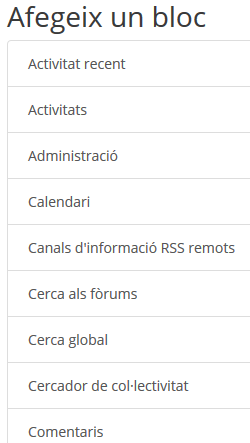 Afegeix un bloc
Activitat recent
Activitats
Administració
Calendari
Canals d'informació RSS remots
Cerca als fòrums
Cerca global
Cercador de col·lectivitat
Comentaris